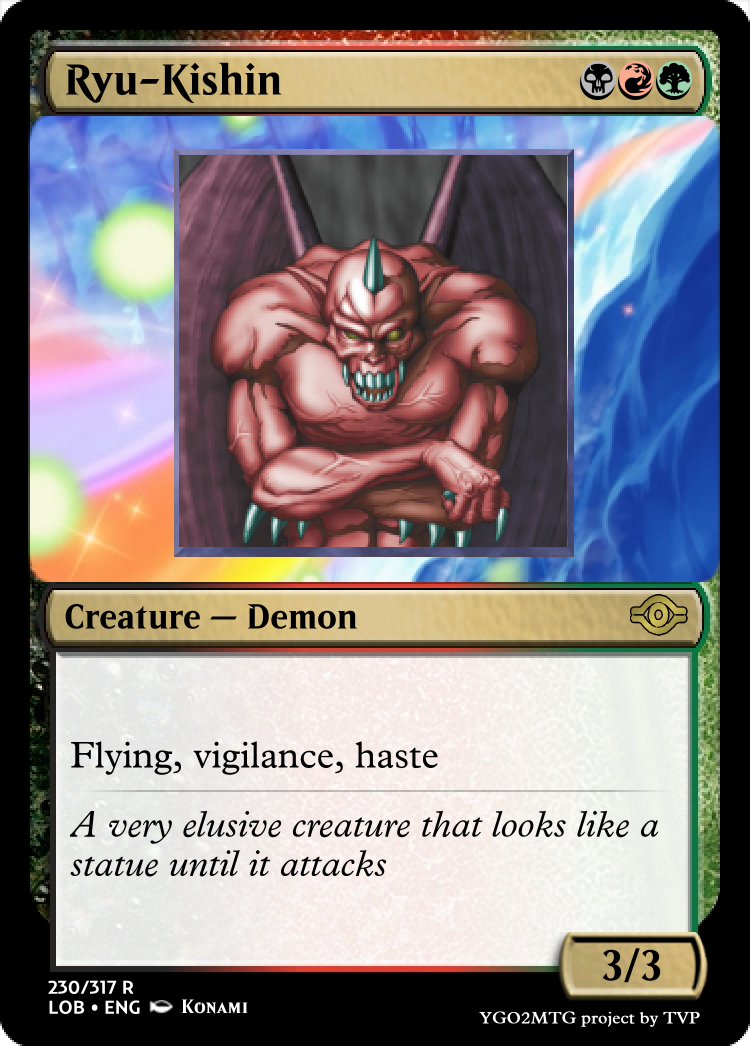 Ryu-Kishin
Creature — Demon
Flying, vigilance, haste
A very elusive creature that looks like a
statue until it attacks
3/3
230/317 R
LOB • ENG Konami
YGO2MTG project by TVP